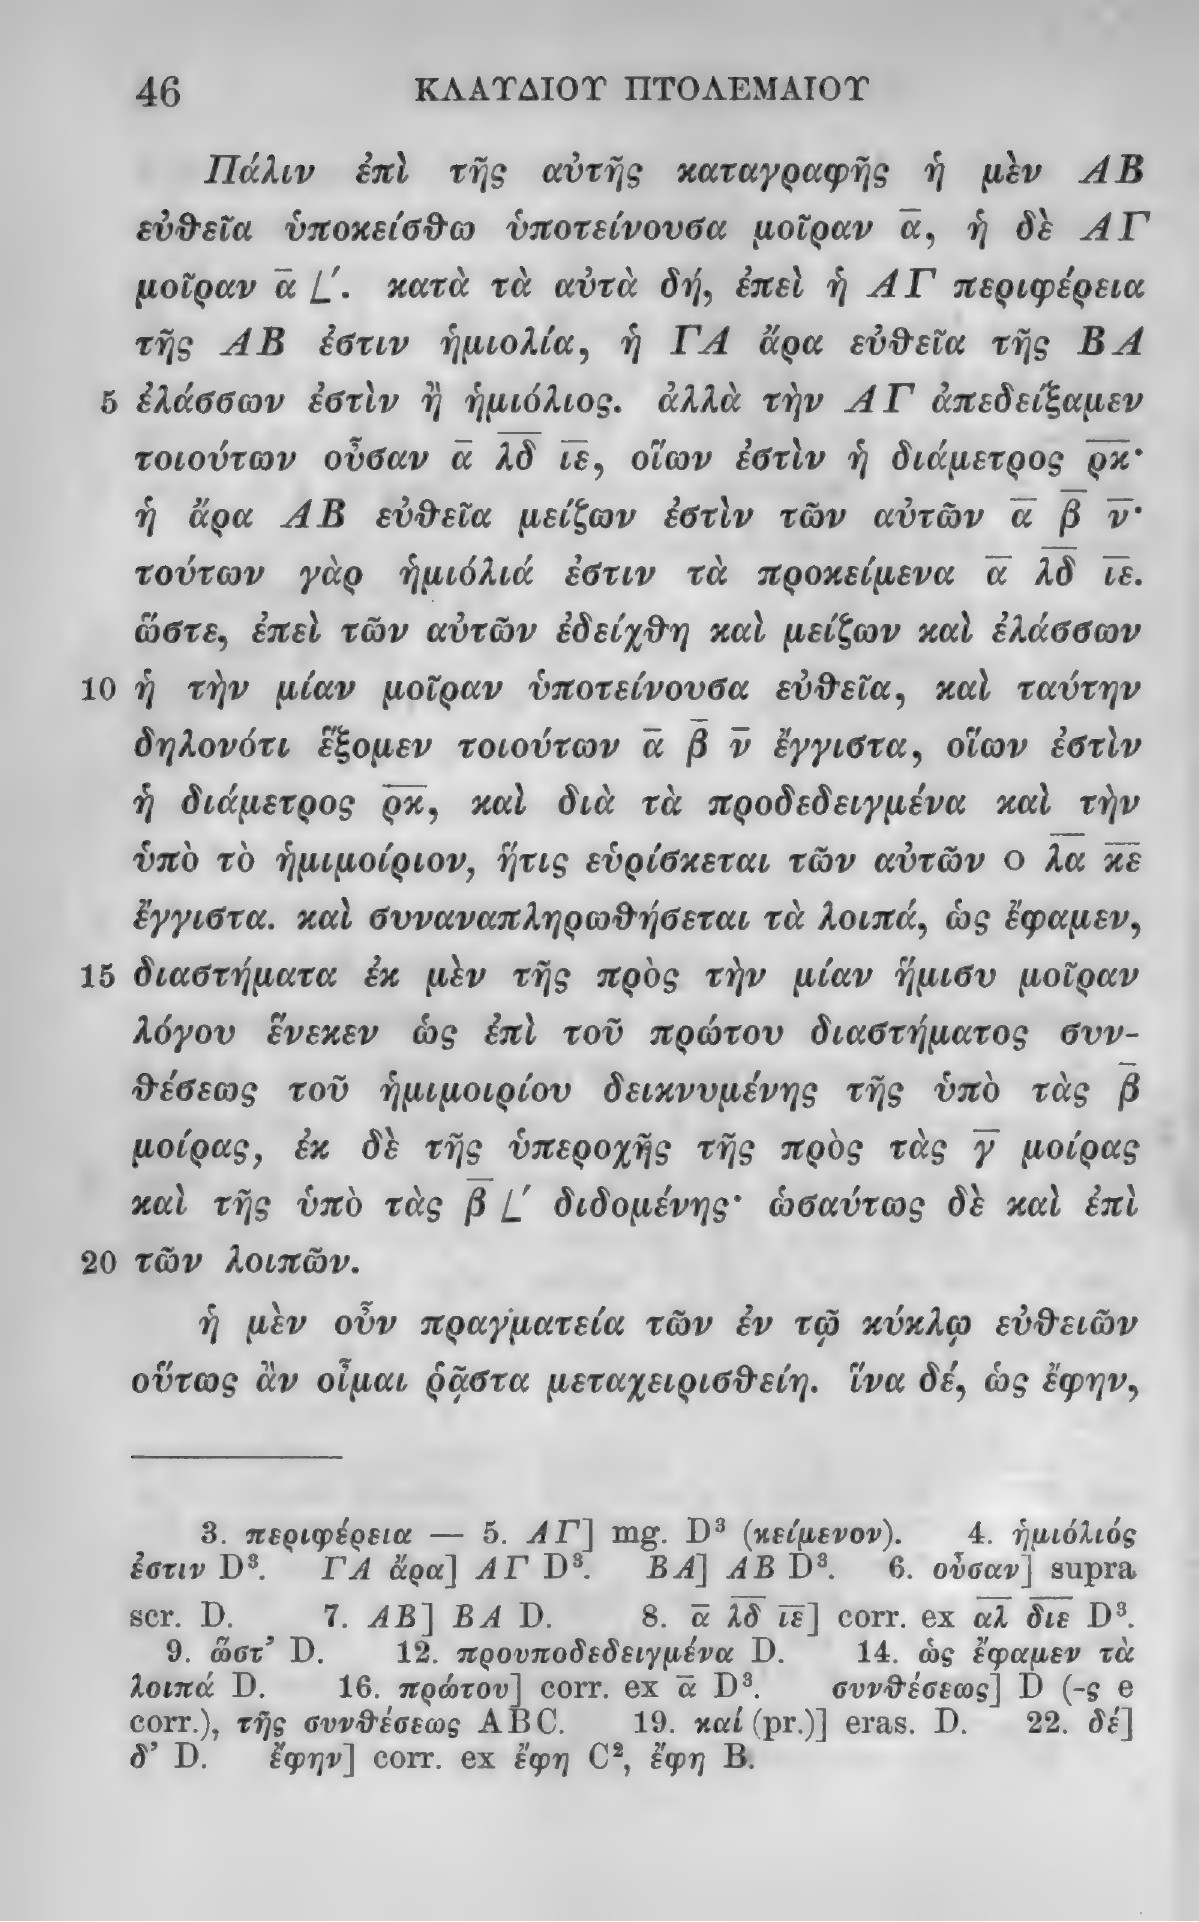 46 ΚΛΑΥΔΙΟΥ ΠΤΟΛΕΜΑΙΟΥ
Πάλιν ἐπὶ τῆς αὐτῆς καταγραφῆς ἡ μὲν ΑΒ
εὐθεῖα ὑποκείσθω ὑποτείνουσα μοῖραν α̅, ἡ δὲ ΑΓ
μοῖραν α̅ 𐅵ʹ. κατὰ τὰ αὐτὰ δή, ἐπεὶ ἡ ΑΓ περιφέρεια
τῆς ΑΒ ἐστιν ἡμιολία, ἡ ΓΑ ἄρα εὐθεῖα τῆς ΒΑ
5 ἐλάσσων ἐστὶν ἢ ἡμιόλιος. ἀλλὰ τὴν ΑΓ ἀπεδείξαμεν
τοιούτων οὖσαν α̅ λ̅δ̅ ι̅ε̅, οἵων ἐστὶν ἡ διάμετρος ρ̅κ̅·
ἡ ἄρα ΑΒ εὐθεῖα μείζων ἐστὶν τῶν αὐτῶν α̅ β̅ ν̅·
τούτων γὰρ ἡμιόλιά ἐστιν τὰ προκείμενα α̅ λ̅δ̅ ι̅ε̅.
ὥστε, ἐπεὶ τῶν αὐτῶν ἐδείχθη καὶ μείζων καὶ ἐλάσσων
10 ἡ τὴν μίαν μοῖραν ὑποτείνουσα εὐθεῖα, καὶ ταύτην
δηλονότι ἕξομεν τοιούτων α̅ β̅ ν̅ ἔγγιστα, οἵων ἐστὶν
ἡ διάμετρος ρ̅κ̅, καὶ διὰ τὰ προδεδειγμένα καὶ τὴν
ὑπὸ τὸ ἡμιμοίριον, ἥτις εὑρίσκεται τῶν αὐτῶν ο λ̅α̅ κ̅ε̅
ἔγγιστα. καὶ συναναπληρωθήσεται τὰ λοιπά, ὡς ἔφαμεν,
15 διαστήματα ἐκ μὲν τῆς πρὸς τὴν μίαν ἥμισυ μοῖραν
λόγου ἕνεκεν ὡς ἐπὶ τοῦ πρώτου διαστήματος συν-
θέσεως τοῦ ἡμιμοιρίου δεικνυμένης τῆς ὑπὸ τὰς β̅
μοίρας, ἐκ δὲ τῆς ὑπεροχῆς τῆς πρὸς τὰς γ̅ μοίρας
καὶ τῆς ὑπὸ τὰς β̅ 𐅵ʹ διδομένης· ὡσαύτως δὲ καὶ ἐπὶ
20 τῶν λοιπῶν.
ἡ μὲν οὖν πραγματεία τῶν ἐν τῷ κύκλῳ εὐθειῶν
οὕτως ἂν οἶμαι ῥᾷστα μεταχειρισθείη. ἵνα δέ, ὡς ἔφην,
3. περιφέρεια — 5. ΑΓ] mg. D³ (κείμενον). 4. ἡμιόλιός
ἐστιν D³. ΓΑ ἄρα] ΑΓ D³. ΒΑ] ΑΒ D³. 6. οὖσαν] supra
scr. D. 7. ΑΒ] ΒΑ D. 8. α̅ λ̅δ̅ ι̅ε̅] corr. ex α̅λ̅ δ̅ι̅ε̅ D³.
9. ὥστ’ D. 12. προυποδεδειγμένα D. 14. ὡς ἔφαμεν τὰ
λοιπά D. 16. πρώτου] corr. ex α̅ D³. συνθέσεως] D (-ς e
corr.), τῆς συνθέσεως ABC. 19. καί (pr.)] eras. D. 22. δέ]
δ’ D. ἔφην] corr. ex ἔφη C², ἔφη B.